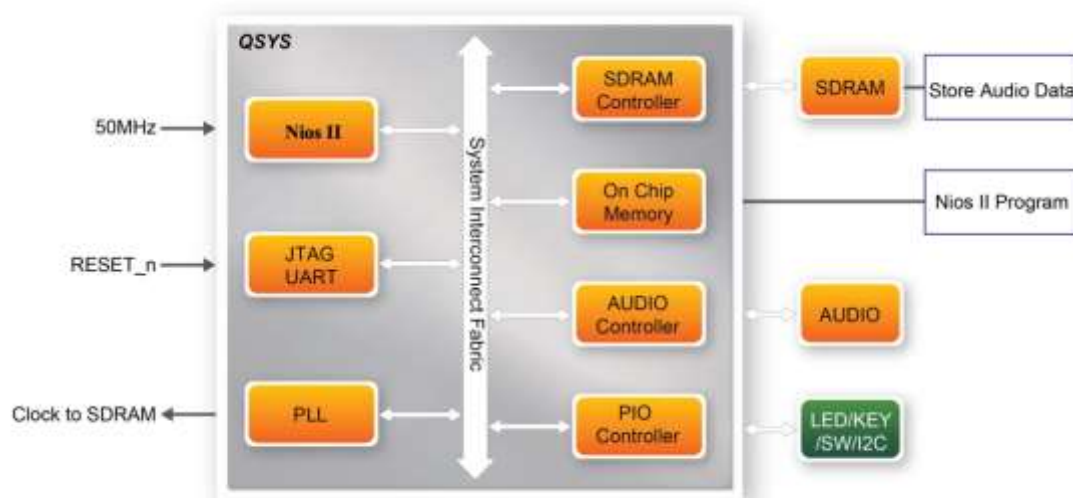 QSYS
50MHz
RESET_n
Clock to SDRAM
Nios II
JTAG
UART
PLL
System Interconnect Fabric
SDRAM
Controller
On Chip
Memory
AUDIO
Controller
PIO
Controller
SDRAM
AUDIO
LED/KEY
/SW/I2C
Store Audio Data
Nios II Program